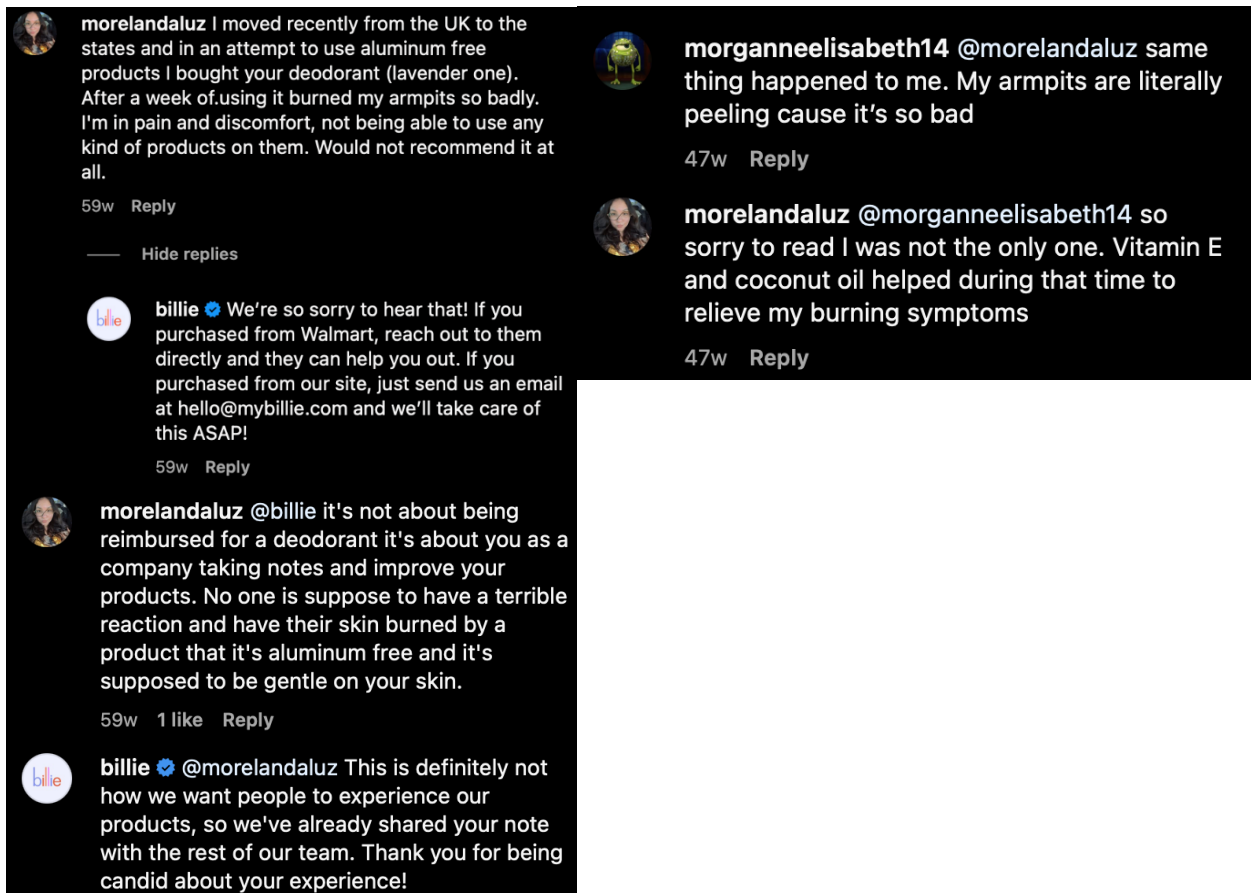 morelandaluz I moved recently from the UK to the
states and in an attempt to use aluminum free
products I bought your deodorant (lavender one).
After a week of.using it burned my armpits so badly.
I'm in pain and discomfort, not being able to use any
kind of products on them. Would not recommend it at
all.
59w Reply
Hide replies
billie
billie We're so sorry to hear that! If you
purchased from Walmart, reach out to them
directly and they can help you out. If you
purchased from our site, just send us an email
at hello@mybillie.com and we'll take care of
this ASAP!
59w Reply
morelandaluz @billie it's not about being
reimbursed for a deodorant it's about you as a
company taking notes and improve your
products. No one is suppose to have a terrible
reaction and have their skin burned by a
product that it's aluminum free and it's
supposed to be gentle on your skin.
59w 1 like Reply
billie
billie @morelandaluz This is definitely not
how we want people to experience our
products, so we've already shared your note
with the rest of our team. Thank you for being
candid about your experience!
morganneelisabeth14 @morelandaluz same
thing happened to me. My armpits are literally
peeling cause it’s so bad
47w Reply
morelandaluz @morganneelisabeth14 so
sorry to read I was not the only one. Vitamin E
and coconut oil helped during that time to
relieve my burning symptoms
47w Reply